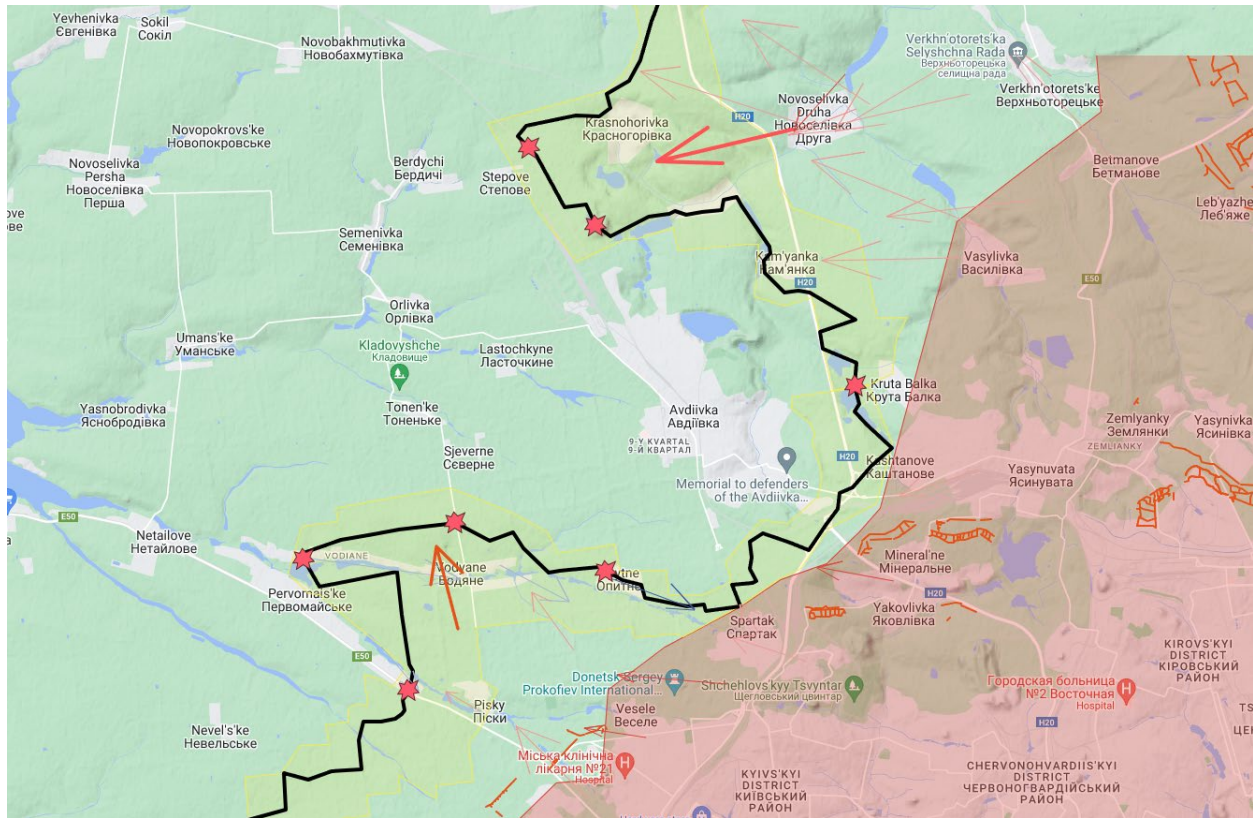 Yevhenivka
Євгенівка
Sokil
Сокіл
Novobakhmutivka
Новобахмутівка
Verkhn'otorets'ka
Selyshchna Rada
Верхньоторецька
селищна рада
Verkhn'otorets'ke
Верхньоторецьке
Krasnohorivka
Красногорівка
H20
Novoselivka
Druha
Новоселівка
Друга
Novopokrovs'ke
Новопокровське
Novoselivka
Persha
Новоселівка
Перша
Berdychi
Бердичі
Stepove
Степове
Betmanove
Бетманове
Leb'yazhe
Леб'яже
ove
ове
Semenivka
Семенівка
Kam'yanka
Кам'янка
H20
Vasylivka
Василівка
E50
Orlivka
Орлівка
Umans'ke
Уманське
Kladovyshche
Кладовище
Lastochkyne
Ласточкине
Kruta Balka
Крута Балка
Yasnobrodivka
Яснобродівка
Tonen'ke
Тоненьке
Avdiivka
Авдіївка
Zemlyanky
Землянки
Yasynivka
Ясинівка
9-Y KVARTAL
9-Й КВАРТАЛ
ZEMLIANKY
Sjeverne
Сєверне
H20
Kashtanove
Каштанове
Yasynuvata
Ясинувата
Memorial to defenders
of the Avdiivka...
E50
Netailove
Нетайлове
VODIANE
Vodyane
Водяне
Опитне
Mineral'ne
Мінеральне
H20
Pervomais'ke
Первомайське
Yakovlivka
Яковлівка
Spartak
Спартак
E50
KIROVS'KYI
DISTRICT
КІРОВСЬКИЙ
РАЙОН
Donetsk Sergey
Prokofiev International...
Shchehlovs'kyy Tsvyntar
Щегловський цвинтар
Городская больница
№2 Восточная
Hospital
Pisky
Піски
Vesele
Веселе
Nevel's'ke
Невельське
H20
Міська клінічна
лікарня №21
Hospital
KYIVS'KYI
DISTRICT
КИЇВСЬКИЙ
РАЙОН
CHERVONOHVARDIIS'KYI
DISTRICT
ЧЕРВОНОГВАРДІЙСЬКИЙ
РАЙОН